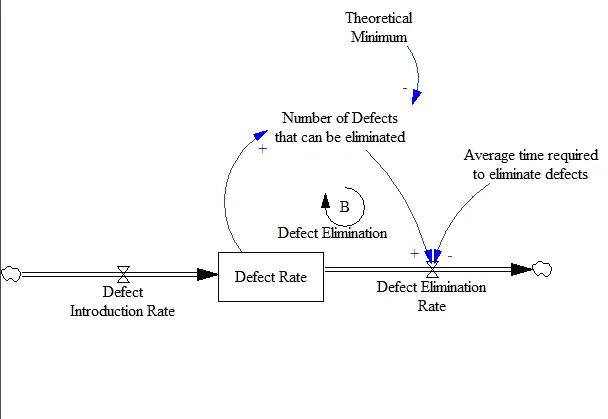 Theoretical
Minimum
-
Number of Defects
that can be eliminated
+
Average time required
to eliminate defects
B
Defect Elimination
+ -
Defect Rate
Defect
Introduction Rate
Defect Elimination
Rate